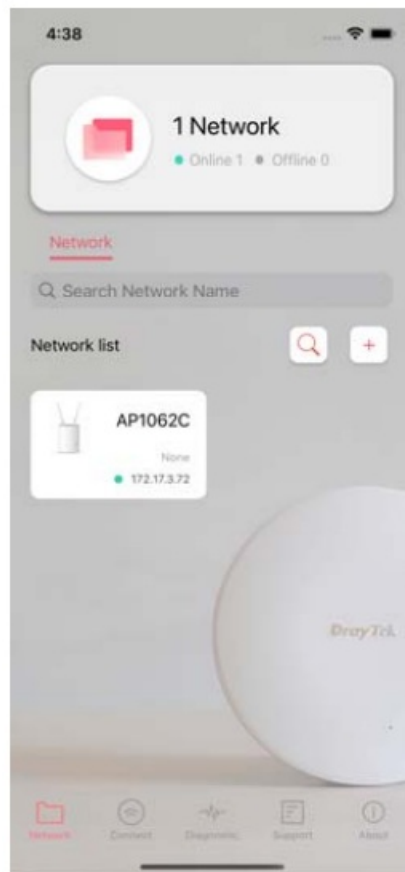 4:38
1 Network
Online 1 Offline 0
Network
Search Network Name
Network list
+
AP1062C
None
172.17.3.72
DrayTek
Network Connect Diagnostic. Support About